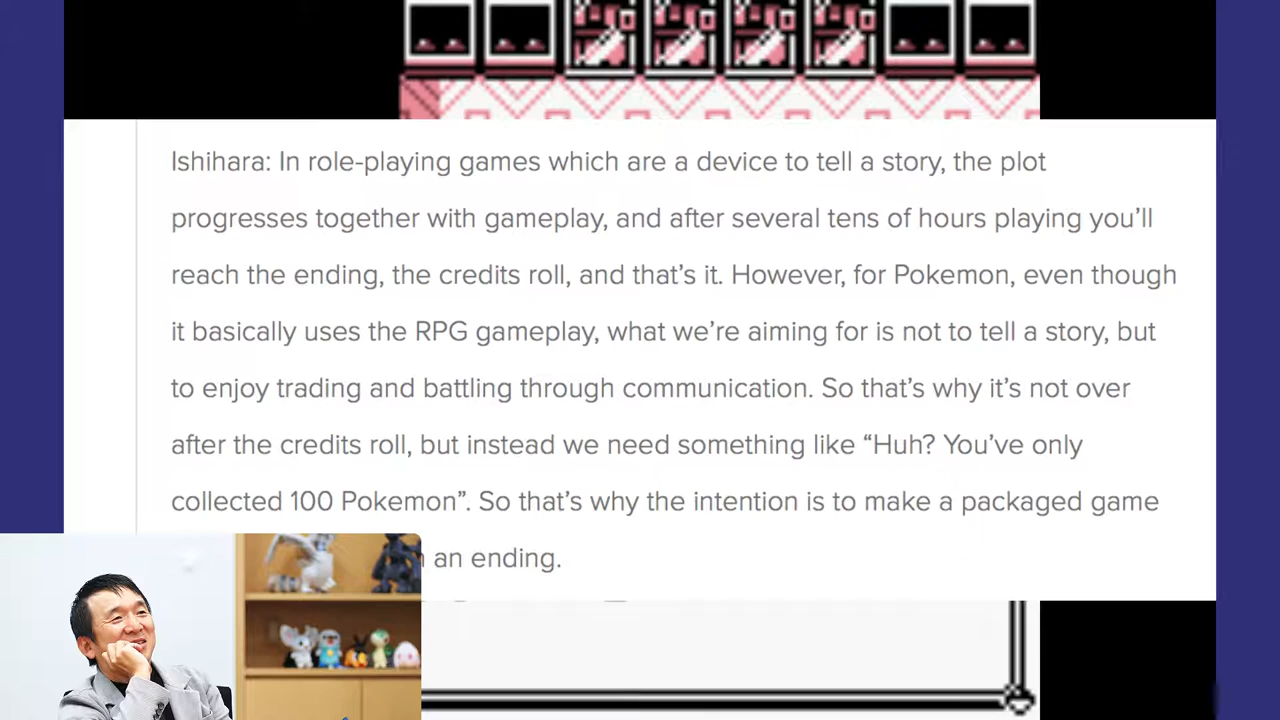 Ishihara: In role-playing games which are a device to tell a story, the plot
progresses together with gameplay, and after several tens of hours playing you’ll
reach the ending, the credits roll, and that’s it. However, for Pokemon, even though
it basically uses the RPG gameplay, what we’re aiming for is not to tell a story, but
to enjoy trading and battling through communication. So that’s why it’s not over
after the credits roll, but instead we need something like “Huh? You’ve only
collected 100 Pokemon”. So that’s why the intention is to make a packaged game
an ending.